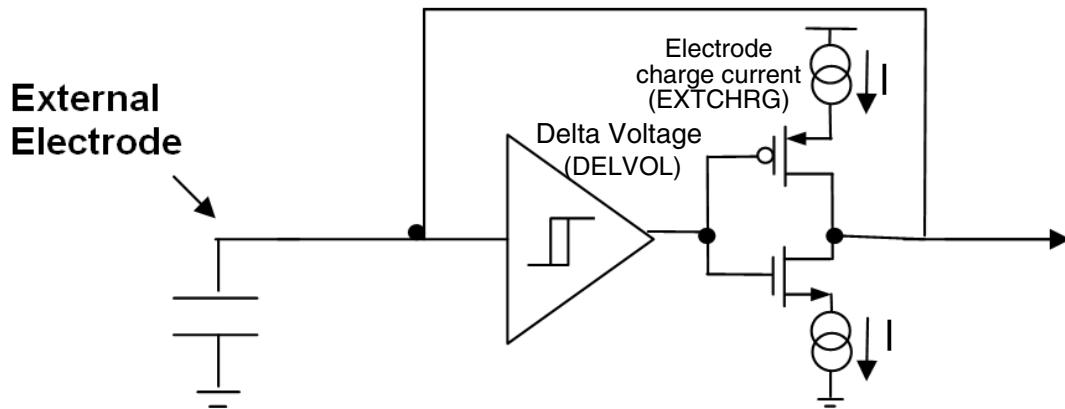 External
Electrode
Electrode
charge current
(EXTCHRG)
I
Delta Voltage
(DELVOL)
I